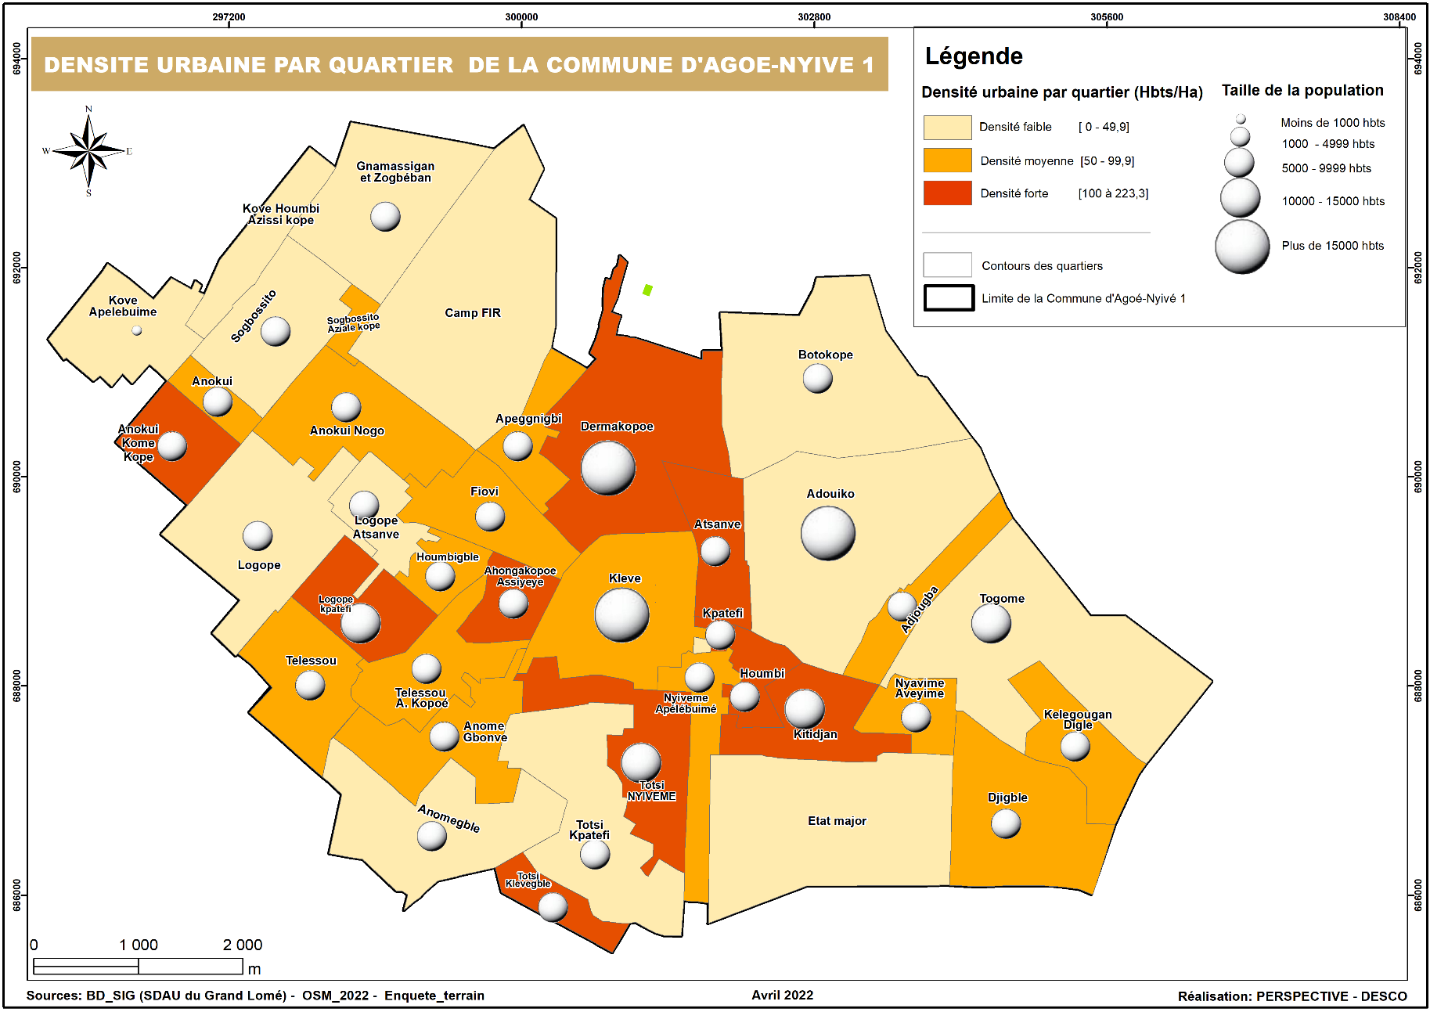 297200
300000
302800
305600
308400
694000
694000
DENSITE URBAINE PAR QUARTIER DE LA COMMUNE D'AGOE-NYIVE 1
Légende
Densité urbaine par quartier (Hbts/Ha)
Densité faible [ 0 - 49,9]
Densité moyenne [50 - 99,9]
Densité forte [100 à 223,3]
Contours des quartiers
Limite de la Commune d'Agoé-Nyivé 1
Taille de la population
Moins de 1000 hbts
1000 - 4999 hbts
5000 - 9999 hbts
10000 - 15000 hbts
Plus de 15000 hbts
N
W
E
S
Gnamassigan
et Zogbéban
Kove Houmbi
Azissi kope
692000
692000
Kove
Apelebuime
Sogbossito
Sogbossito
Aziale kope
Camp FIR
Botokope
Anokui
Anokui
Kome
Kope
Anokui Nogo
Apeggnigbi
Dermakopoe
690000
690000
Fiovi
Adouiko
Logope
Atsanve
Atsanve
Logope
Houmbigble
Ahongakopoe
Assiyeye
Kleve
Logope
kpatefi
Kpatefi
Adjougba
Togome
Telessou
Telessou
A. Kopoé
Houmbi
Nyiveme
Apélébuimé
Nyavime
Aveyime
688000
688000
Anome
Gbonve
Kitidjan
Kelegougan
Digle
Totsi
NYIVEME
Djigble
Anomegble
Totsi
Kpatefi
Etat major
Totsi
Klevegble
686000
686000
0
1 000
2 000
m
Sources: BD_SIG (SDAU du Grand Lomé) - OSM_2022 - Enquete_terrain
Avril 2022
Réalisation: PERSPECTIVE - DESCO